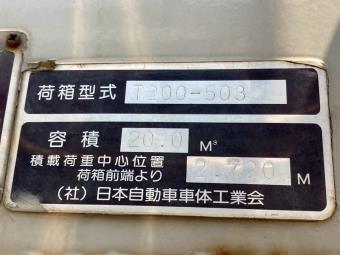 荷箱型式 T200-503
容積 20.0 M³
積載荷重中心位置
荷箱前端より 2.720 M
(社)日本自動車車体工業会